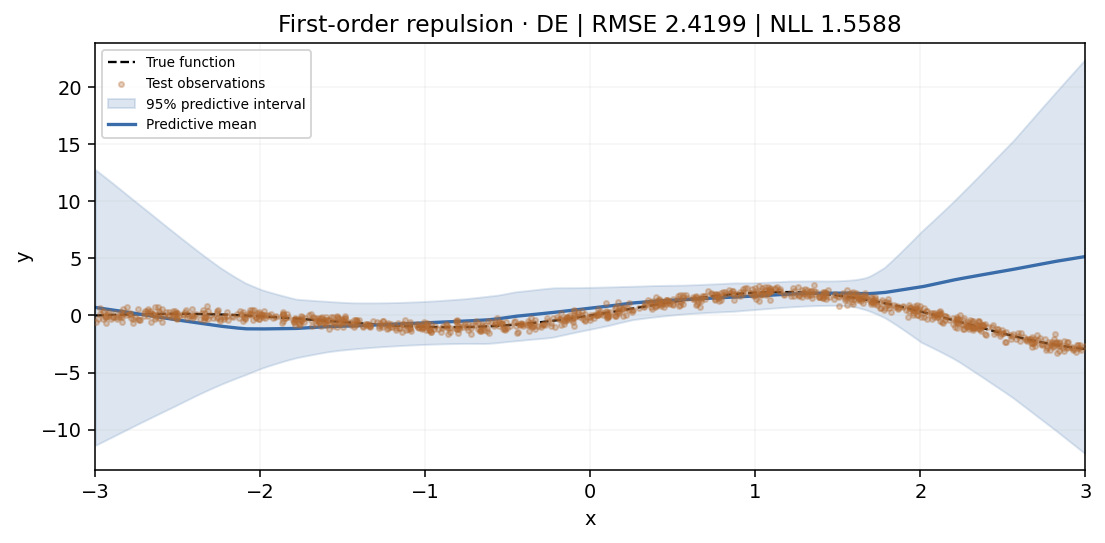 First-order repulsion · DE | RMSE 2.4199 | NLL 1.5588
True function
Test observations
95% predictive interval
Predictive mean
20
15
10
5
0
−5
−10
y
−3
−2
−1
0
1
2
3
x